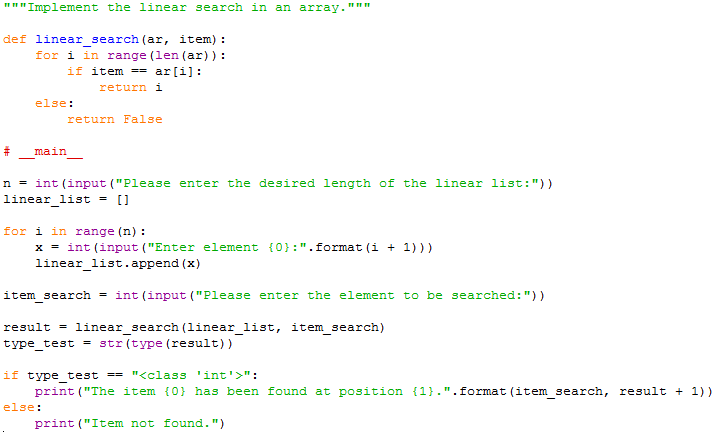 """Implement the linear search in an array."""
def linear_search(ar, item):
    for i in range(len(ar)):
        if item == ar[i]:
            return i
    else:
        return False
# __main__
n = int(input("Please enter the desired length of the linear list:"))
linear_list = []
for i in range(n):
    x = int(input("Enter element {0}:".format(i + 1)))
    linear_list.append(x)
item_search = int(input("Please enter the element to be searched:"))
result = linear_search(linear_list, item_search)
type_test = str(type(result))
if type_test == "<class 'int'>":
    print("The item {0} has been found at position {1}.".format(item_search, result + 1))
else:
    print("Item not found.")